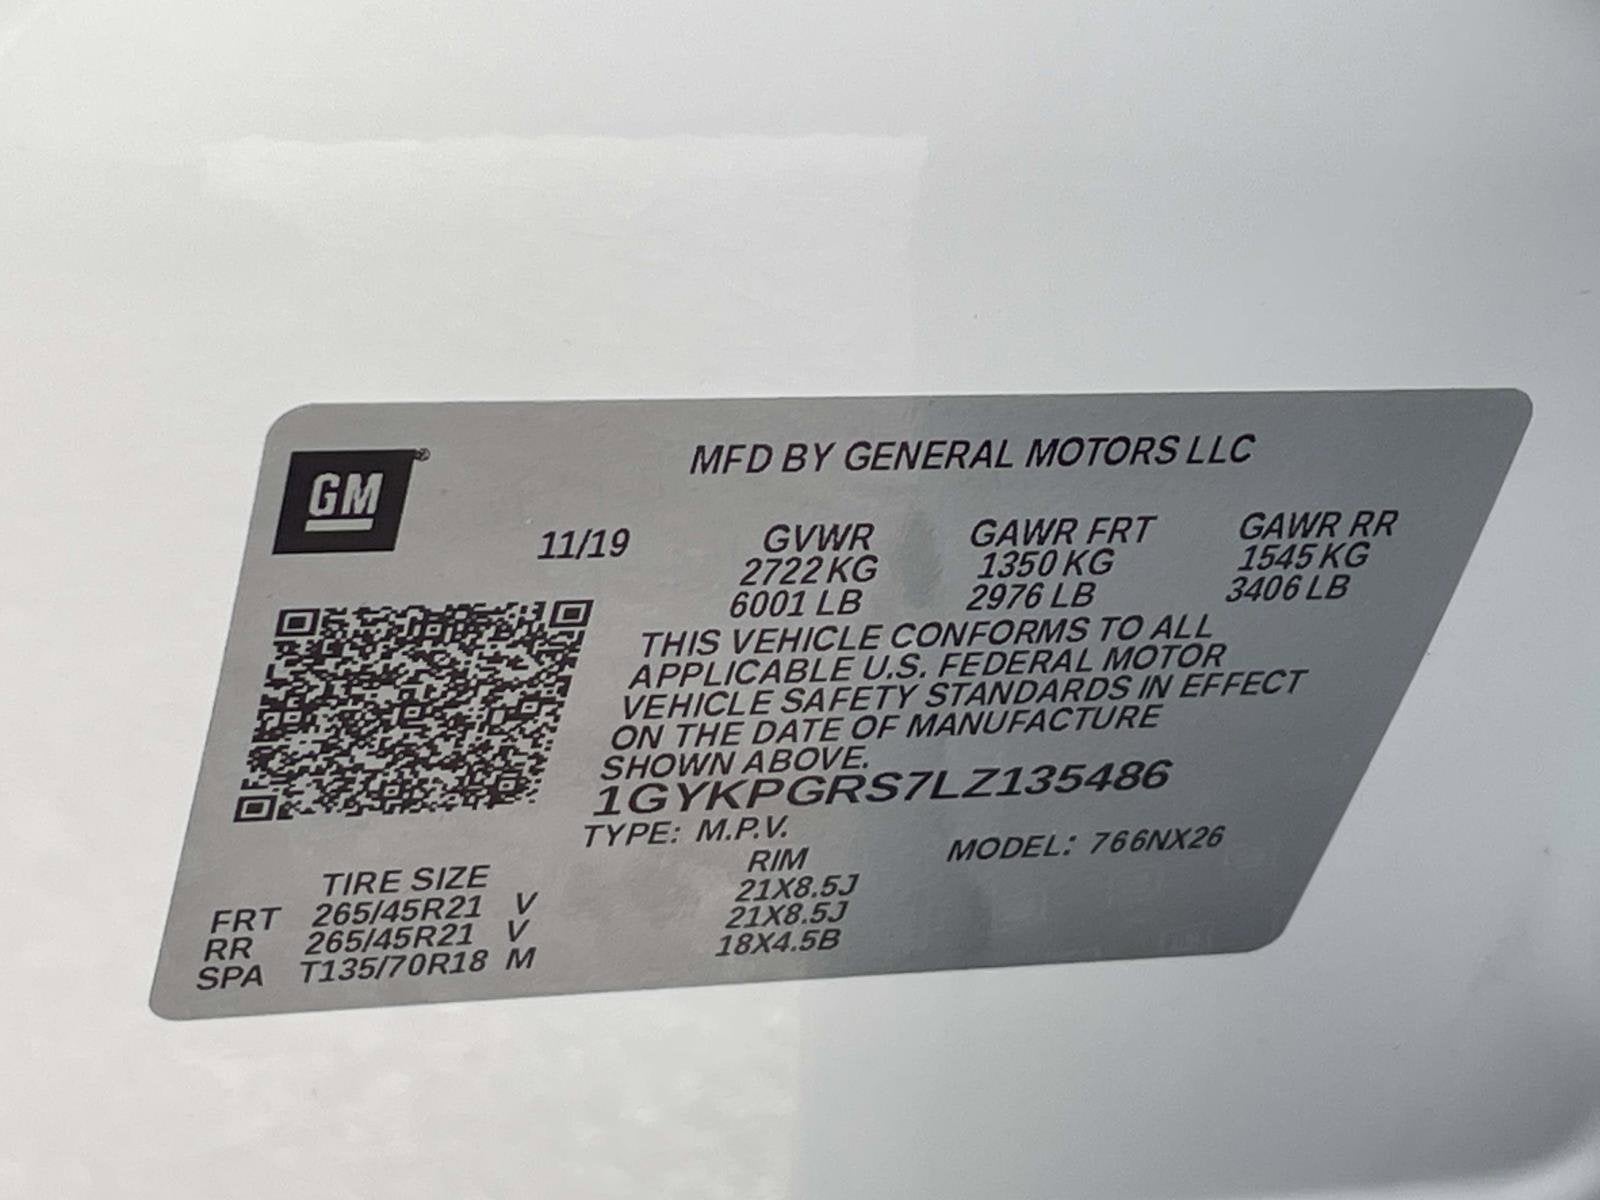 GM
MFD BY GENERAL MOTORS LLC
11/19 GVWR GAWR FRT GAWR RR
2722 KG 1350 KG 1545 KG
6001 LB 2976 LB 3406 LB
THIS VEHICLE CONFORMS TO ALL
APPLICABLE U.S. FEDERAL MOTOR
VEHICLE SAFETY STANDARDS IN EFFECT
ON THE DATE OF MANUFACTURE
SHOWN ABOVE.
1GYKPGRS7LZ135486
TYPE: M.P.V. MODEL: 766NX26
TIRE SIZE RIM
FRT 265/45R21 V 21X8.5J
RR 265/45R21 V 21X8.5J
SPA T135/70R18 M 18X4.5B